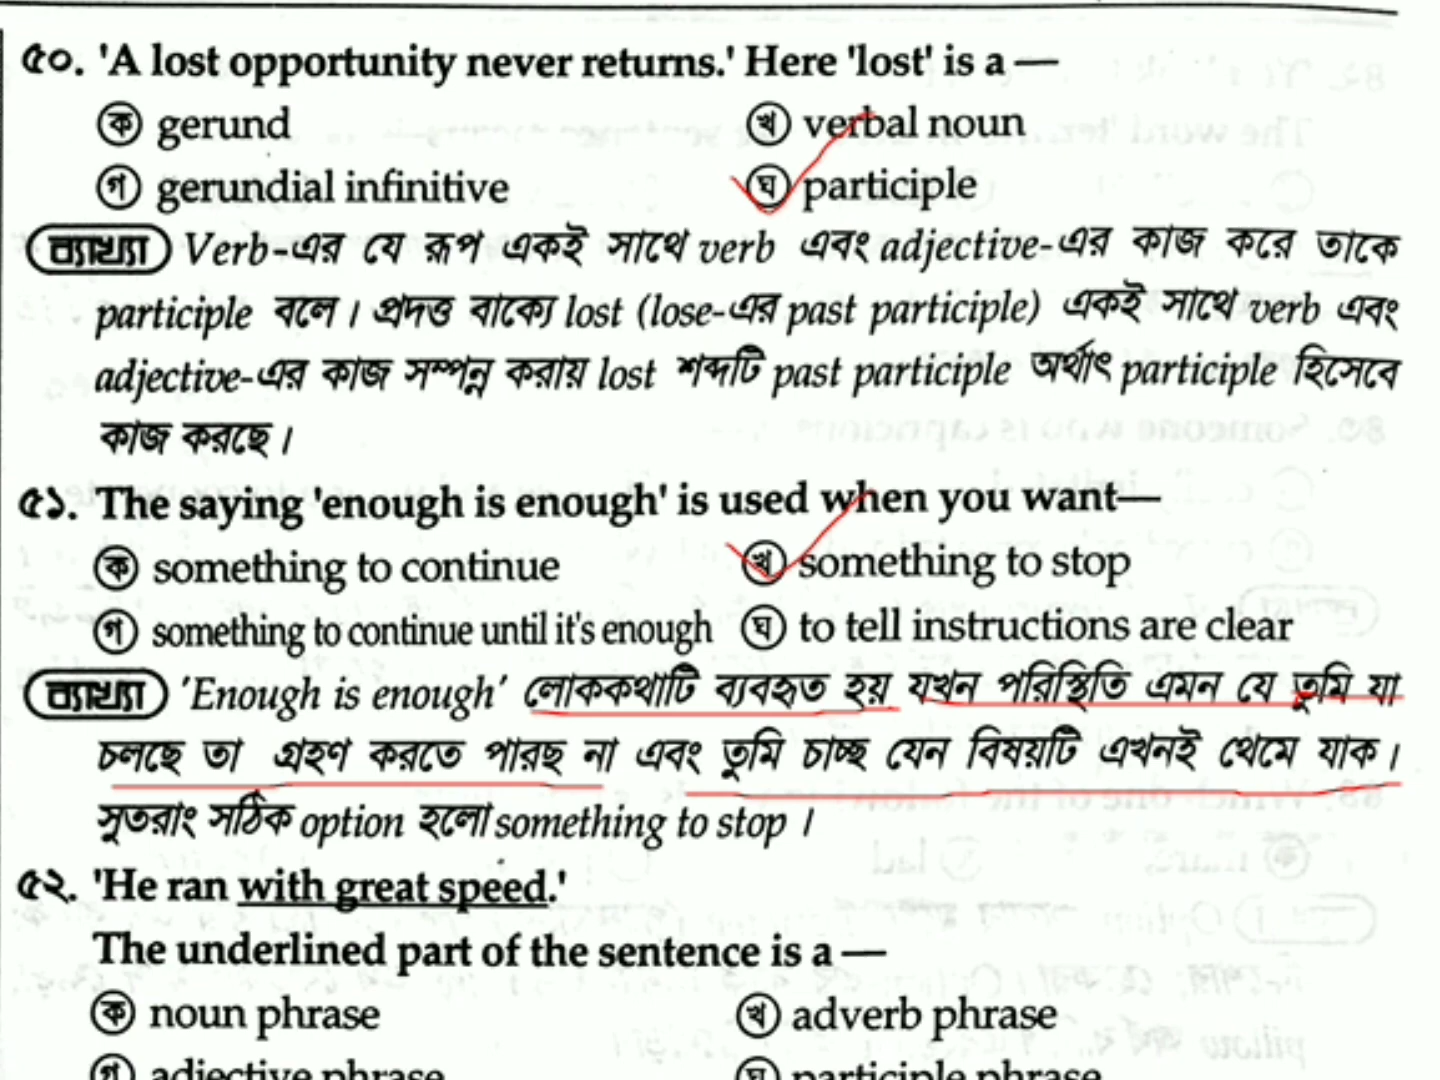 ৫০. 'A lost opportunity never returns.' Here 'lost' is a —
ক gerund খ verbal noun
গ gerundial infinitive ঘ participle
ব্যাখ্যা Verb-এর যে রূপ একই সাথে verb এবং adjective-এর কাজ করে তাকে
participle বলে। প্রদত্ত বাক্যে lost (lose-এর past participle) একই সাথে verb এবং
adjective-এর কাজ সম্পন্ন করায় lost শব্দটি past participle অর্থাৎ participle হিসেবে
কাজ করছে।
৫১. The saying 'enough is enough' is used when you want—
ক something to continue খ something to stop
গ something to continue until it's enough ঘ to tell instructions are clear
ব্যাখ্যা 'Enough is enough' লোককথাটি ব্যবহৃত হয় যখন পরিস্থিতি এমন যে তুমি যা
চলছে তা গ্রহণ করতে পারছ না এবং তুমি চাচ্ছ যেন বিষয়টি এখনই থেমে যাক।
সুতরাং সঠিক option হলো something to stop।
৫২. 'He ran with great speed.'
The underlined part of the sentence is a —
ক noun phrase খ adverb phrase
গ adjective phrase ঘ participle phrase